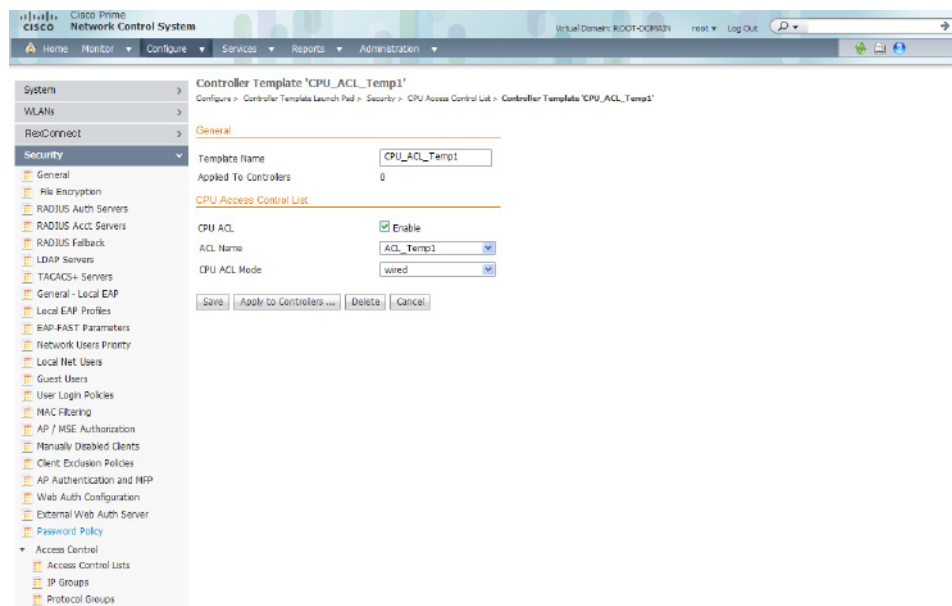 Cisco Prime
CISCO Network Control System
Virtual Domain: ROOT-DOMAIN root Log Out
Home Monitor Configure Services Reports Administration
System
WLANs
FlexConnect
Security
General
File Encryption
RADIUS Auth Servers
RADIUS Acct Servers
RADIUS Fallback
LDAP Servers
TACACS+ Servers
General - Local EAP
Local EAP Profiles
EAP-FAST Parameters
Network Users Priority
Local Net Users
Guest Users
User Login Policies
MAC Filtering
AP / MSE Authorization
Manually Disabled Clients
Client Exclusion Policies
AP Authentication and MFP
Web Auth Configuration
External Web Auth Server
Password Policy
Access Control
Access Control Lists
IP Groups
Protocol Groups
Controller Template 'CPU_ACL_Temp1'
Configure > Controller Template Launch Pad > Security > CPU Access Control List > Controller Template 'CPU_ACL_Temp1'
General
Template Name CPU_ACL_Temp1
Applied To Controllers 0
CPU Access Control List
CPU ACL Enable
ACL Name ACL_Temp1
CPU ACL Mode wired
Save Apply to Controllers ... Delete Cancel